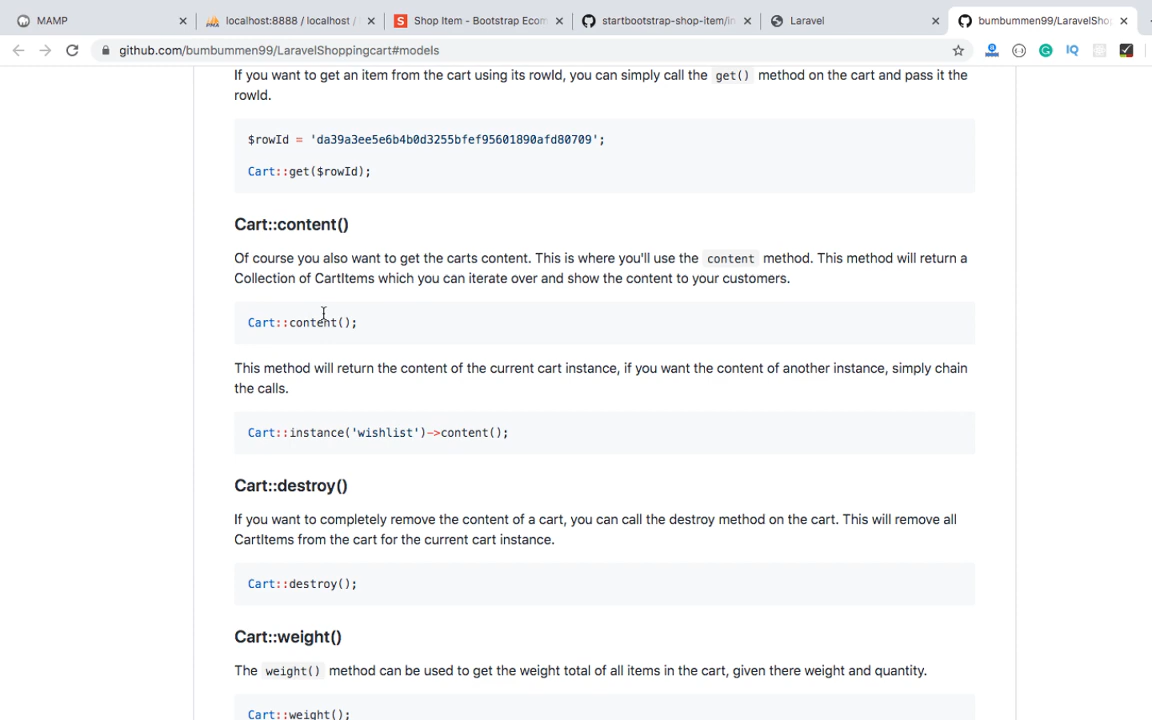 MAMP
localhost:8888 / localhost /
Shop Item - Bootstrap Ecom
startbootstrap-shop-item/in
Laravel
bumbummen99/LaravelShop
github.com/bumbummen99/LaravelShoppingcart#models
If you want to get an item from the cart using its rowId, you can simply call the get() method on the cart and pass it the
rowId.
$rowId = 'da39a3ee5e6b4b0d3255bfef95601890afd80709';
Cart::get($rowId);
Cart::content()
Of course you also want to get the carts content. This is where you'll use the content method. This method will return a
Collection of CartItems which you can iterate over and show the content to your customers.
Cart::content();
This method will return the content of the current cart instance, if you want the content of another instance, simply chain
the calls.
Cart::instance('wishlist')->content();
Cart::destroy()
If you want to completely remove the content of a cart, you can call the destroy method on the cart. This will remove all
CartItems from the cart for the current cart instance.
Cart::destroy();
Cart::weight()
The weight() method can be used to get the weight total of all items in the cart, given there weight and quantity.
Cart::weight();